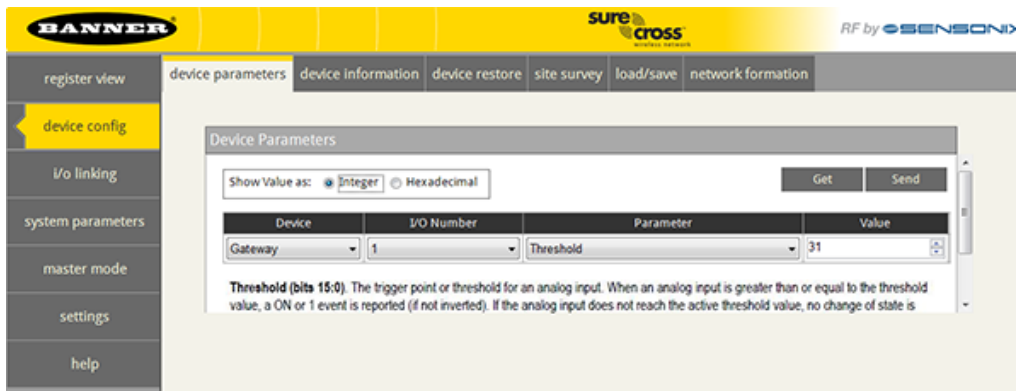 BANNER
sure cross
wireless network
RF by SENSONIX
register view
device config
i/o linking
system parameters
master mode
settings
help
device parameters device information device restore site survey load/save network formation
Device Parameters
Show Value as: Integer Hexadecimal
Get Send
Device I/O Number Parameter Value
Gateway 1 Threshold 31
Threshold (bits 15:0). The trigger point or threshold for an analog input. When an analog input is greater than or equal to the threshold
value, a ON or 1 event is reported (if not inverted). If the analog input does not reach the active threshold value, no change of state is